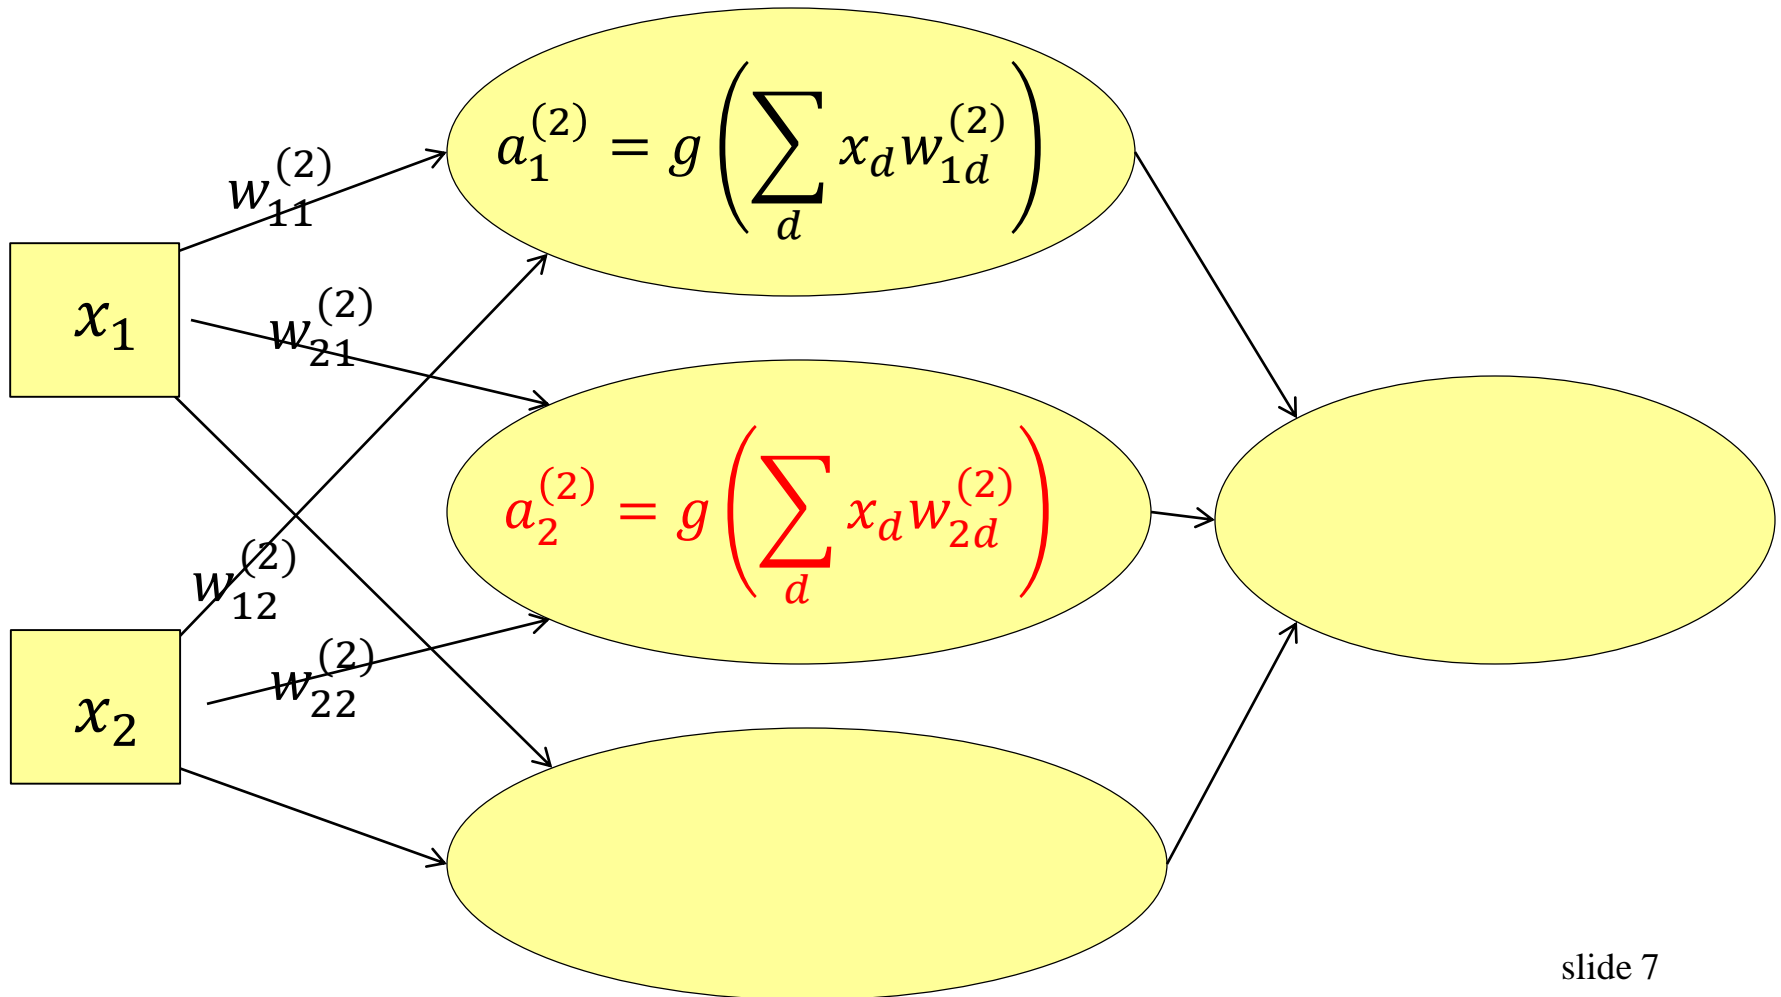 a_1^{(2)} = g(∑_d x_d w_{1d}^{(2)})
w_{11}^{(2)}
x_1
w_{21}^{(2)}
a_2^{(2)} = g(∑_d x_d w_{2d}^{(2)})
w_{12}^{(2)}
x_2
w_{22}^{(2)}
slide 7